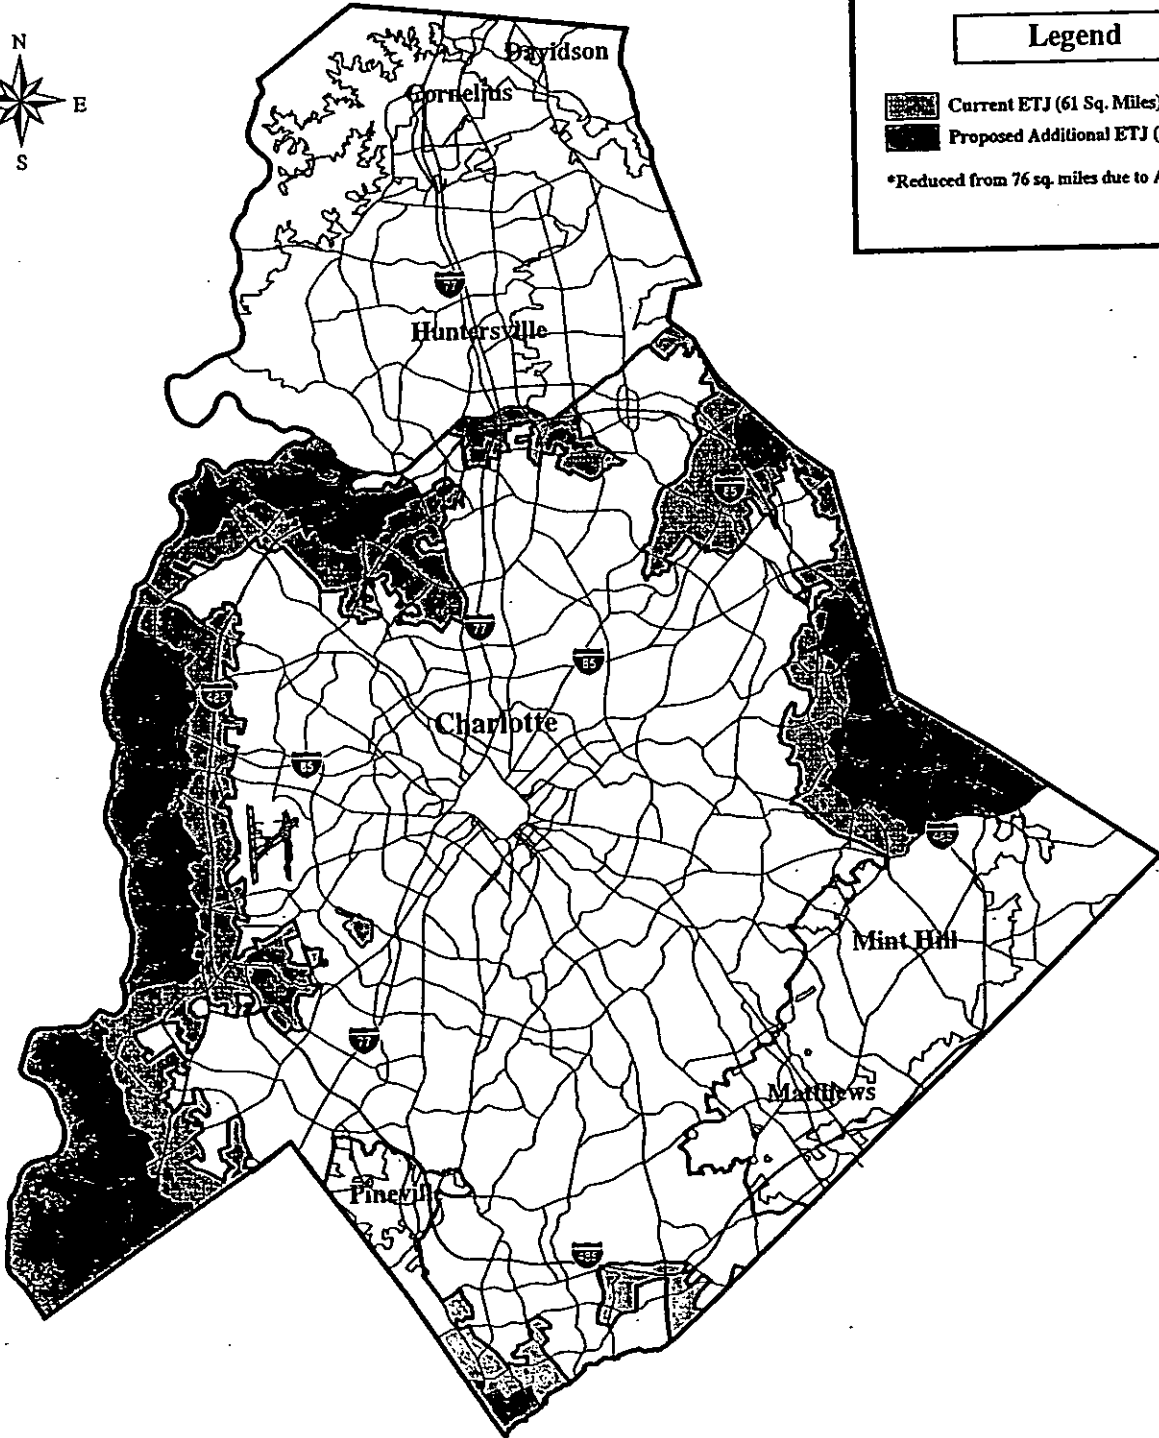 Legend
Current ETJ (61 Sq. Miles)
Proposed Additional ETJ (
*Reduced from 76 sq. miles due to A
N
E
S
Davidson
Cornelius
77
Huntersville
85
77
85
485
Charlotte
85
485
Mint Hill
77
Matthews
Pineville
485